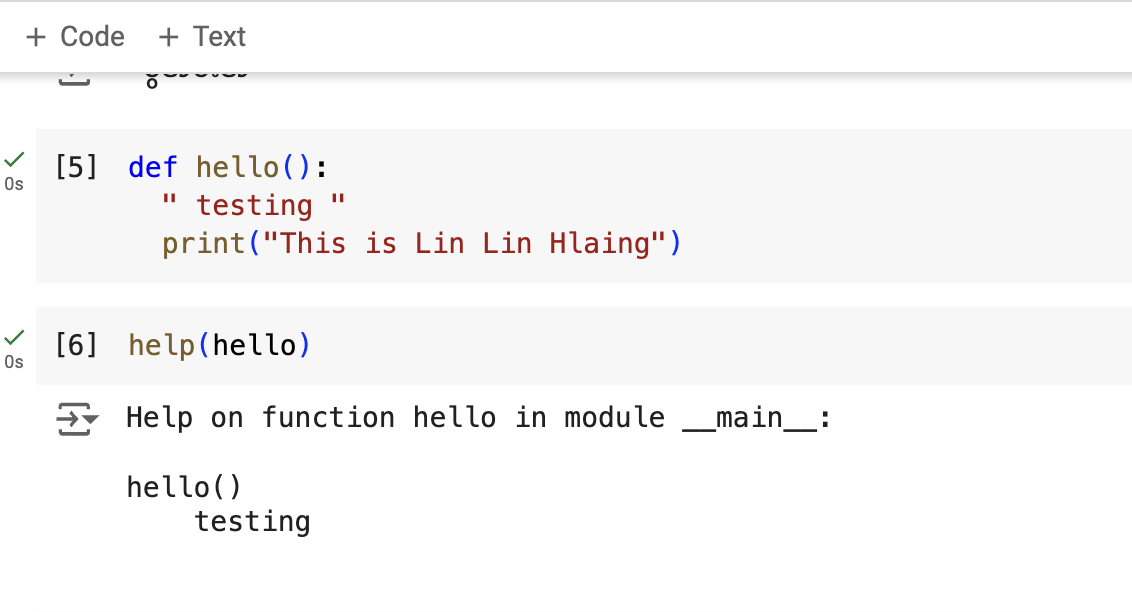 + Code + Text
[5] def hello():
" testing "
print("This is Lin Lin Hlaing")
0s
[6] help(hello)
0s
Help on function hello in module __main__:
hello()
testing